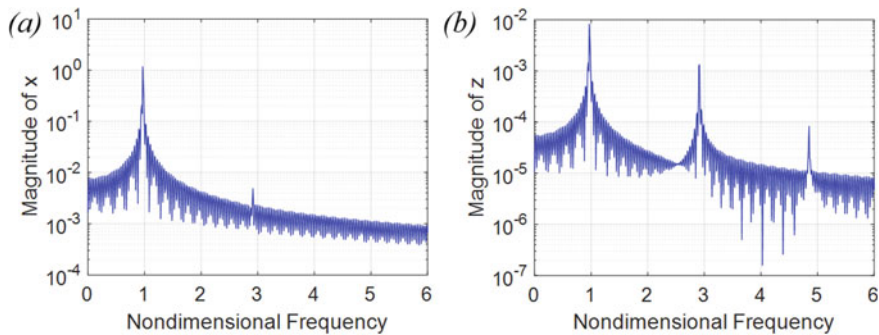 (a)
10^1
10^0
10^-1
10^-2
10^-3
10^-4
Magnitude of x
0 1 2 3 4 5 6
Nondimensional Frequency
(b)
10^-2
10^-3
10^-4
10^-5
10^-6
10^-7
Magnitude of z
0 1 2 3 4 5 6
Nondimensional Frequency